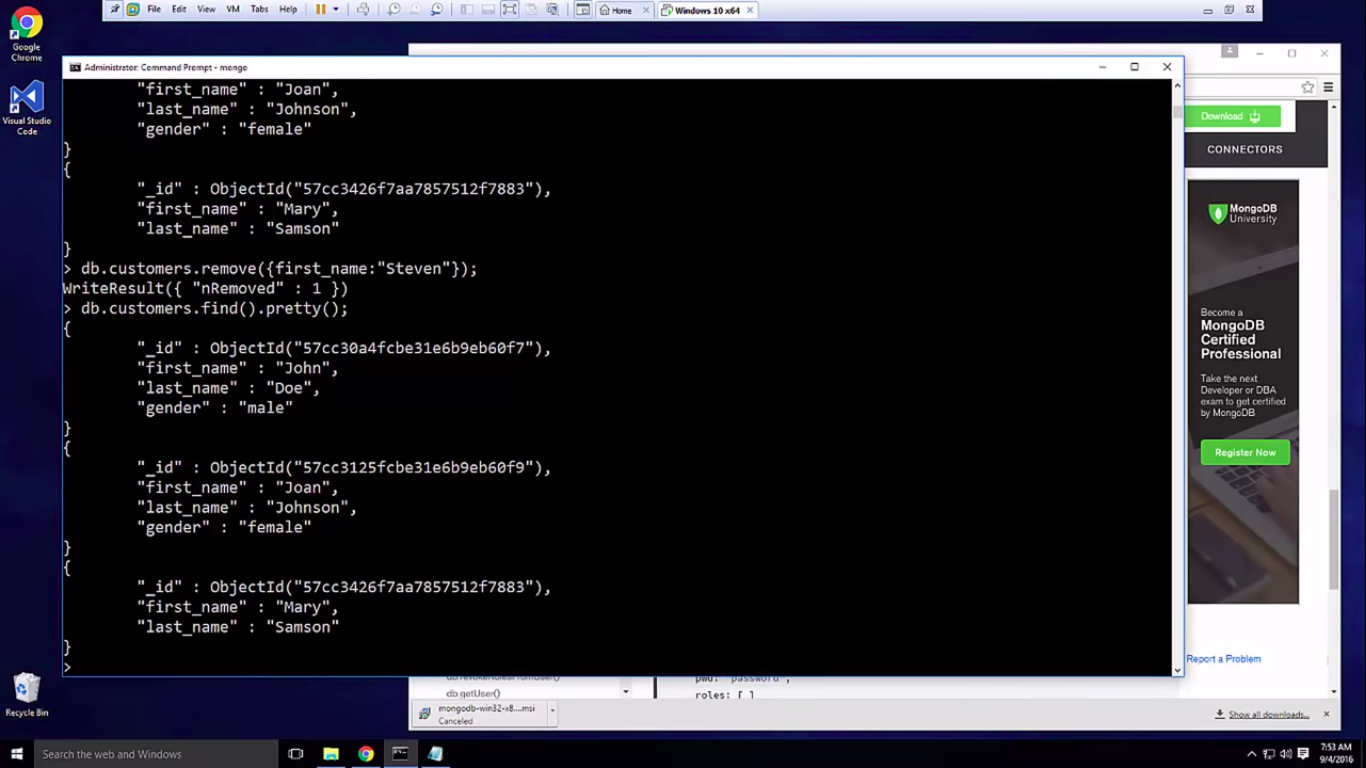 File Edit View VM Tabs Help
Home
Windows 10 x64
Google
Chrome
Visual Studio
Code
Recycle Bin
Administrator: Command Prompt - mongo
"first_name" : "Joan",
"last_name" : "Johnson",
"gender" : "female"
}
{
"_id" : ObjectId("57cc3426f7aa7857512f7883"),
"first_name" : "Mary",
"last_name" : "Samson"
}
> db.customers.remove({first_name:"Steven"});
WriteResult({ "nRemoved" : 1 })
> db.customers.find().pretty();
{
"_id" : ObjectId("57cc30a4fcbe31e6b9eb60f7"),
"first_name" : "John",
"last_name" : "Doe",
"gender" : "male"
}
{
"_id" : ObjectId("57cc3125fcbe31e6b9eb60f9"),
"first_name" : "Joan",
"last_name" : "Johnson",
"gender" : "female"
}
{
"_id" : ObjectId("57cc3426f7aa7857512f7883"),
"first_name" : "Mary",
"last_name" : "Samson"
}
>
Download
CONNECTORS
MongoDB
University
Become a
MongoDB
Certified
Professional
Take the next
Developer or DBA
exam to get certified
by MongoDB
Register Now
Report a Problem
db.revokeRolesFromUser()
db.getUser()
pwd: "password",
roles: [ ]
mongodb-win32-x8....msi
Canceled
Show all downloads...
Search the web and Windows
7:53 AM
9/4/2016